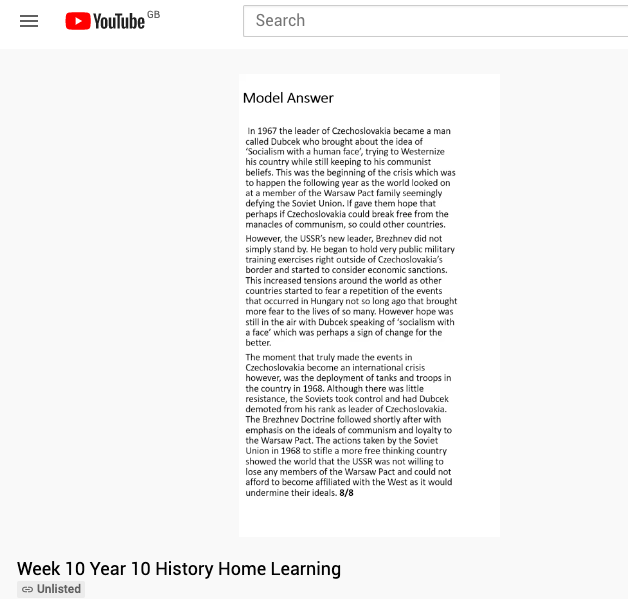 YouTube GB
Search
Model Answer
In 1967 the leader of Czechoslovakia became a man
called Dubcek who brought about the idea of
‘Socialism with a human face’, trying to Westernize
his country while still keeping to his communist
beliefs. This was the beginning of the crisis which was
to happen the following year as the world looked on
at a member of the Warsaw Pact family seemingly
defying the Soviet Union. If gave them hope that
perhaps if Czechoslovakia could break free from the
manacles of communism, so could other countries.
However, the USSR’s new leader, Brezhnev did not
simply stand by. He began to hold very public military
training exercises right outside of Czechoslovakia’s
border and started to consider economic sanctions.
This increased tensions around the world as other
countries started to fear a repetition of the events
that occurred in Hungary not so long ago that brought
more fear to the lives of so many. However hope was
still in the air with Dubcek speaking of ‘socialism with
a face’ which was perhaps a sign of change for the
better.
The moment that truly made the events in
Czechoslovakia become an international crisis
however, was the deployment of tanks and troops in
the country in 1968. Although there was little
resistance, the Soviets took control and had Dubcek
demoted from his rank as leader of Czechoslovakia.
The Brezhnev Doctrine followed shortly after with
emphasis on the ideals of communism and loyalty to
the Warsaw Pact. The actions taken by the Soviet
Union in 1968 to stifle a more free thinking country
showed the world that the USSR was not willing to
lose any members of the Warsaw Pact and could not
afford to become affiliated with the West as it would
undermine their ideals. 8/8
Week 10 Year 10 History Home Learning
Unlisted